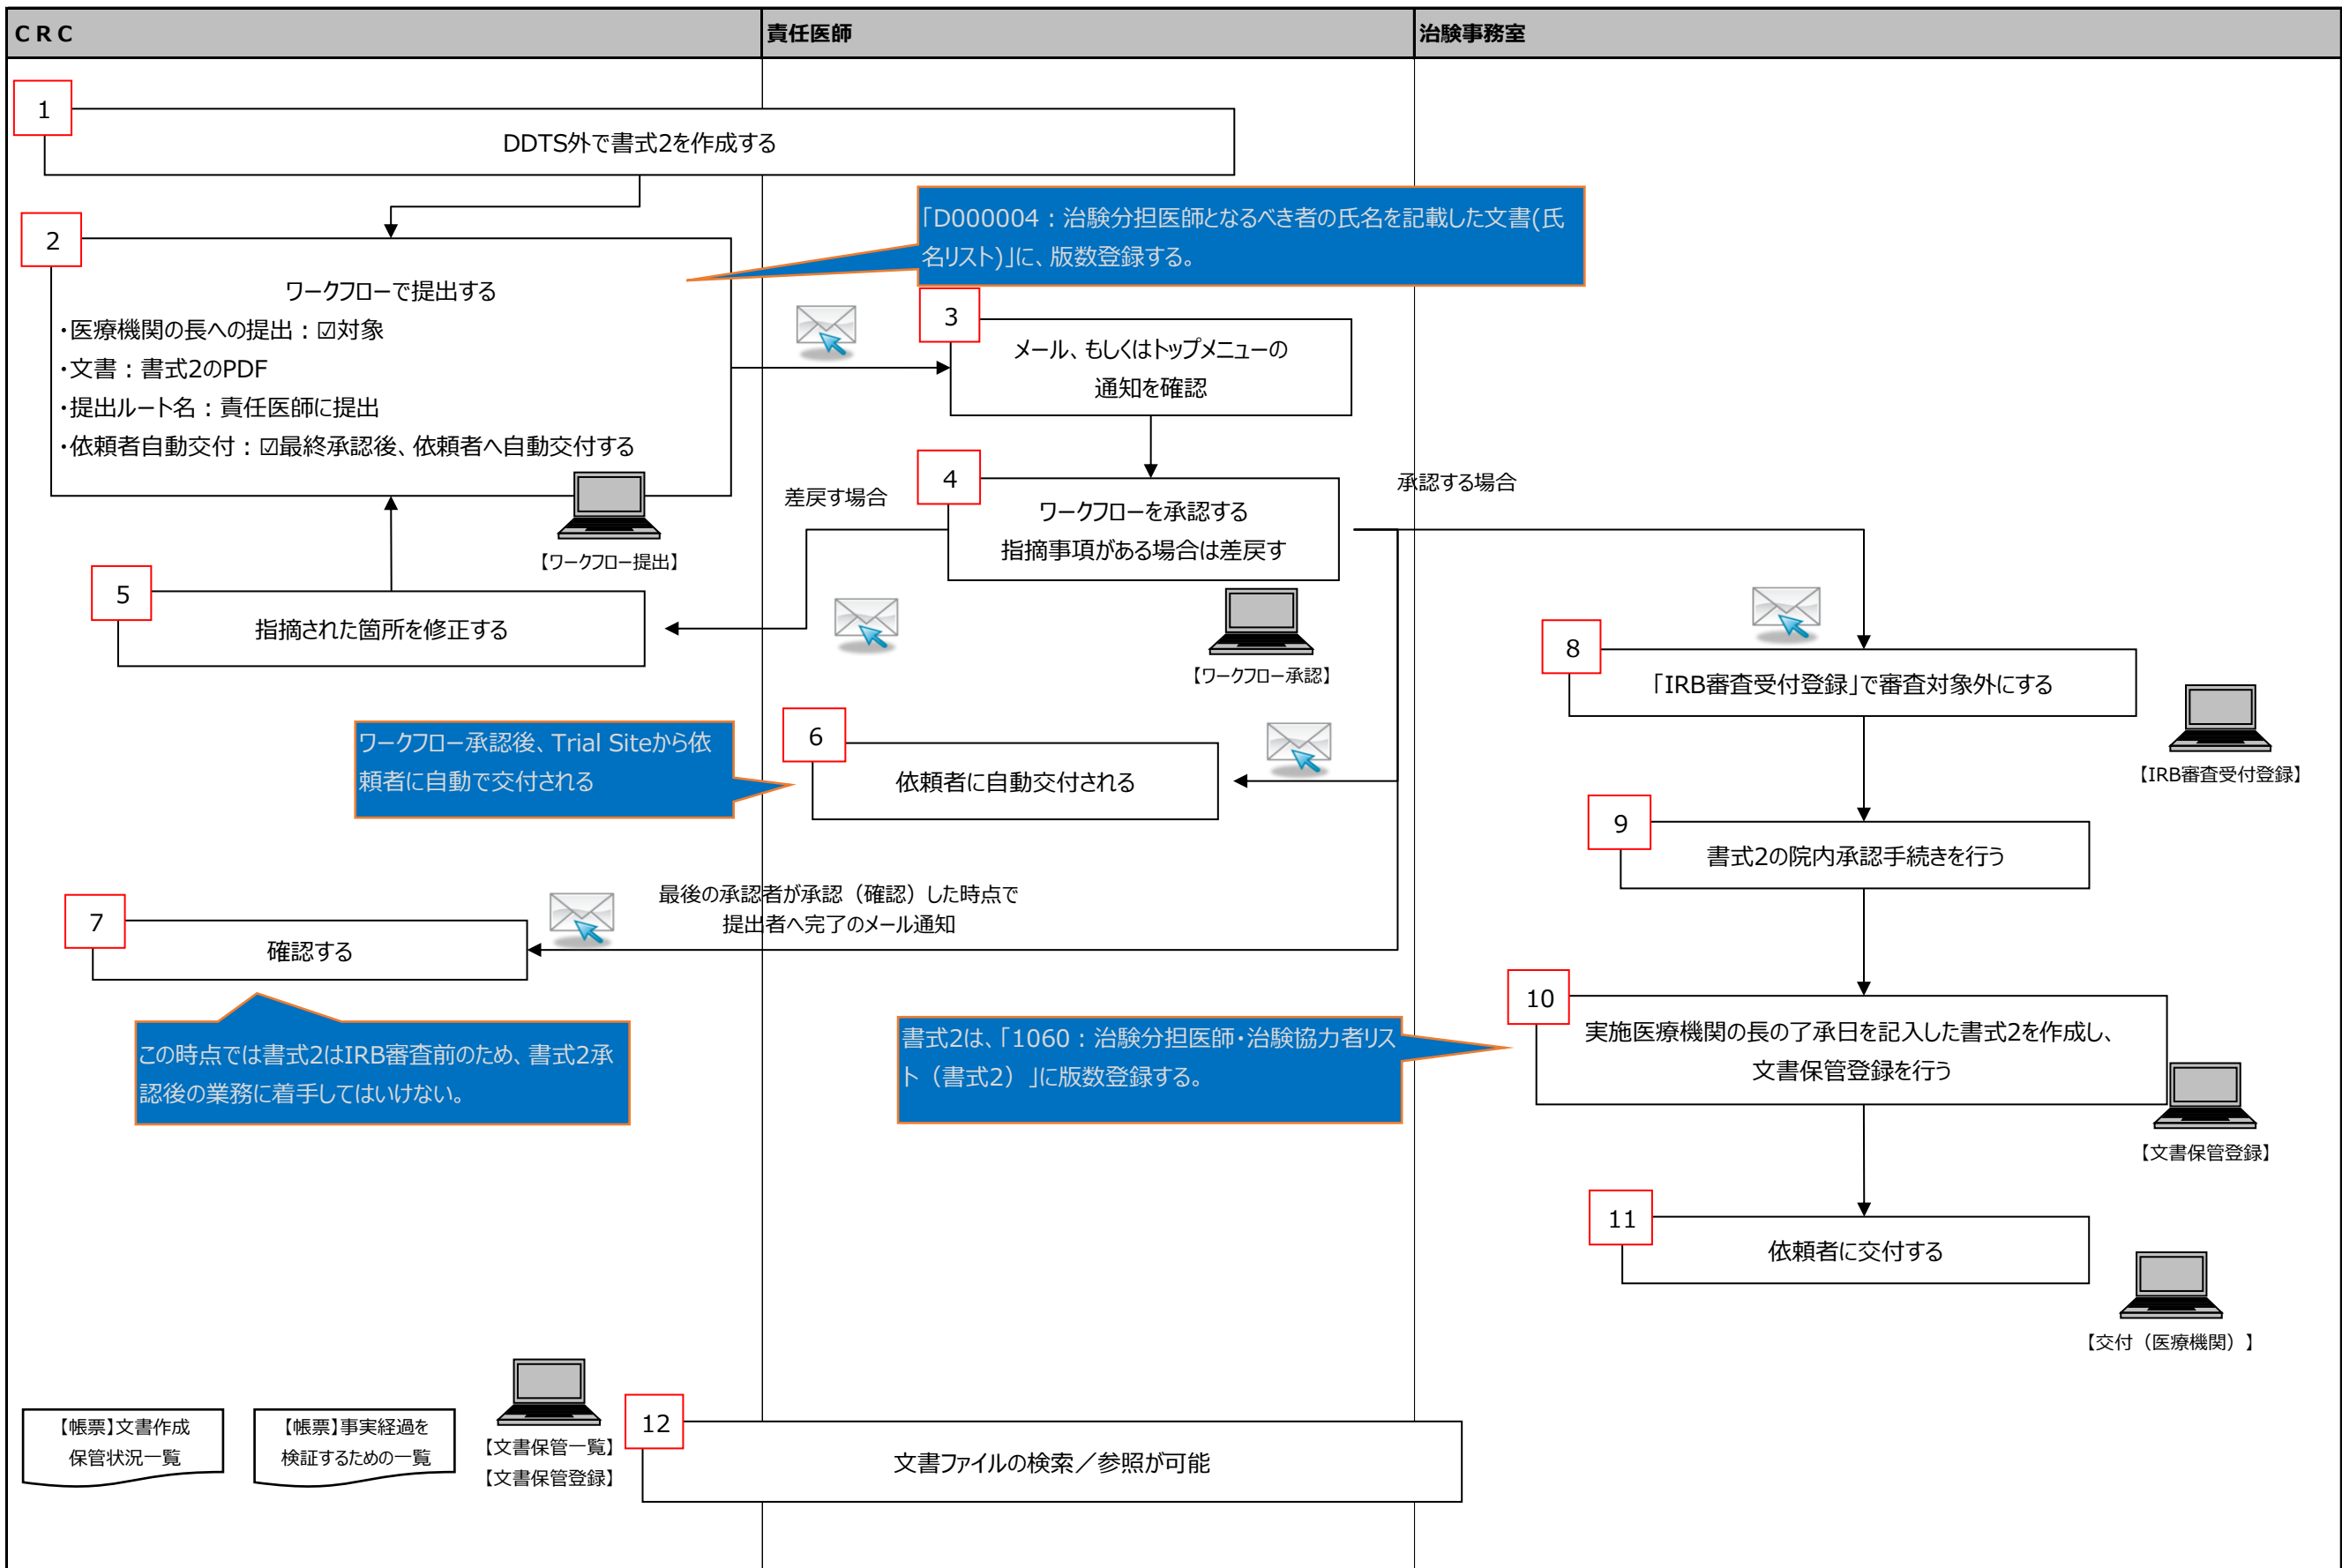 ＣＲＣ
責任医師
治験事務室
1
DDTS外で書式2を作成する
「D000004：治験分担医師となるべき者の氏名を記載した文書(氏
名リスト)」に、版数登録する。
2
ワークフローで提出する
・医療機関の長への提出：☑対象
・文書：書式2のPDF
・提出ルート名：責任医師に提出
・依頼者自動交付：☑最終承認後、依頼者へ自動交付する
【ワークフロー提出】
3
メール、もしくはトップメニューの
通知を確認
4
ワークフローを承認する
指摘事項がある場合は差戻す
差戻す場合
承認する場合
【ワークフロー承認】
5
指摘された箇所を修正する
ワークフロー承認後、Trial Siteから依
頼者に自動で交付される
6
依頼者に自動交付される
8
「IRB審査受付登録」で審査対象外にする
【IRB審査受付登録】
9
書式2の院内承認手続きを行う
7
確認する
最後の承認者が承認（確認）した時点で
提出者へ完了のメール通知
この時点では書式2はIRB審査前のため、書式2承
認後の業務に着手してはいけない。
書式2は、「1060：治験分担医師・治験協力者リス
ト（書式2）」に版数登録する。
10
実施医療機関の長の了承日を記入した書式2を作成し、
文書保管登録を行う
【文書保管登録】
11
依頼者に交付する
【交付（医療機関）】
【帳票】文書作成
保管状況一覧
【帳票】事実経過を
検証するための一覧
【文書保管一覧】
【文書保管登録】
12
文書ファイルの検索／参照が可能